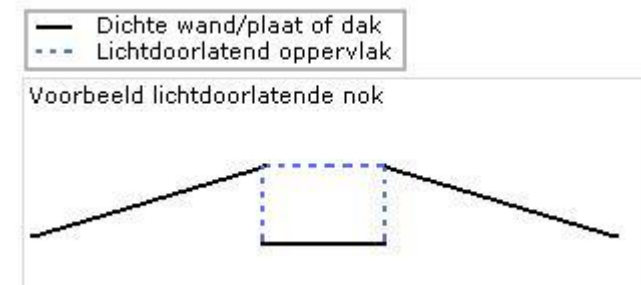 Dichte wand/plaat of dak
Lichtdoorlatend oppervlak
Voorbeeld lichtdoorlatende nok